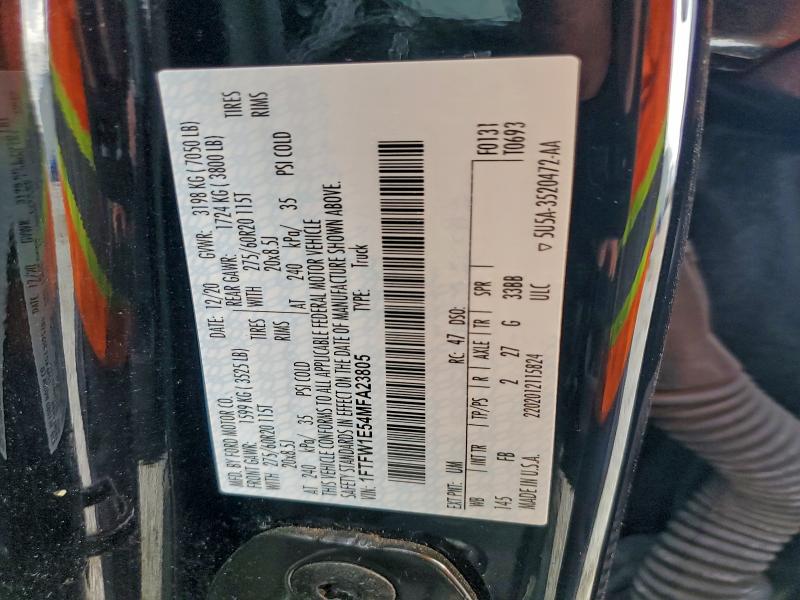 MFD. BY FORD MOTOR CO.
DATE: 12/20 GVWR: 3198 KG ( 7050 LB)
FRONT GAWR: 1599 KG ( 3525 LB) REAR GAWR: 1724 KG ( 3800 LB)
WITH 275/60R20 115T TIRES WITH 275/60R20 115T TIRES
20x8.5J RIMS 20x8.5J RIMS
AT 240 kPa/ 35 PSI COLD AT 240 kPa/ 35 PSI COLD
THIS VEHICLE CONFORMS TO ALL APPLICABLE FEDERAL MOTOR VEHICLE
SAFETY STANDARDS IN EFFECT ON THE DATE OF MANUFACTURE SHOWN ABOVE.
VIN: 1FTFW1E54MFA23805 TYPE: Truck
EXT PNT: UM RC: 47 DSO: F0131
WB INT TR TP/PS R AXLE TR SPR T0693
145 FB 2 27 G 33BB
MADE IN U.S.A. 22020121115824 ULC ▽ 5U5A-3520472-AA